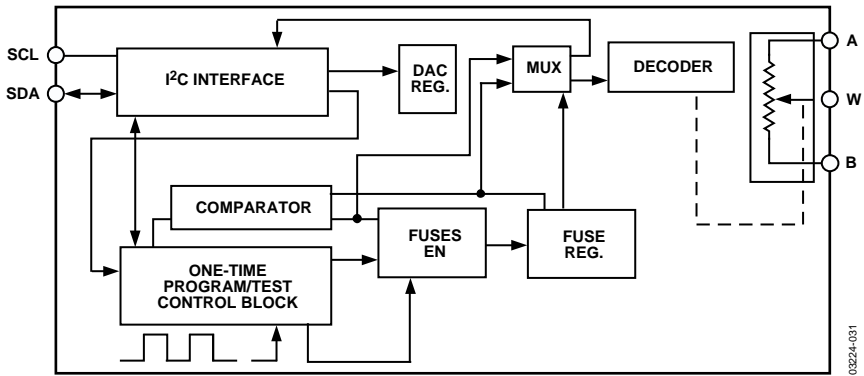 SCL
SDA
I²C INTERFACE
DAC
REG.
MUX
DECODER
A
W
B
COMPARATOR
FUSES
EN
FUSE
REG.
ONE-TIME
PROGRAM/TEST
CONTROL BLOCK
03224-031